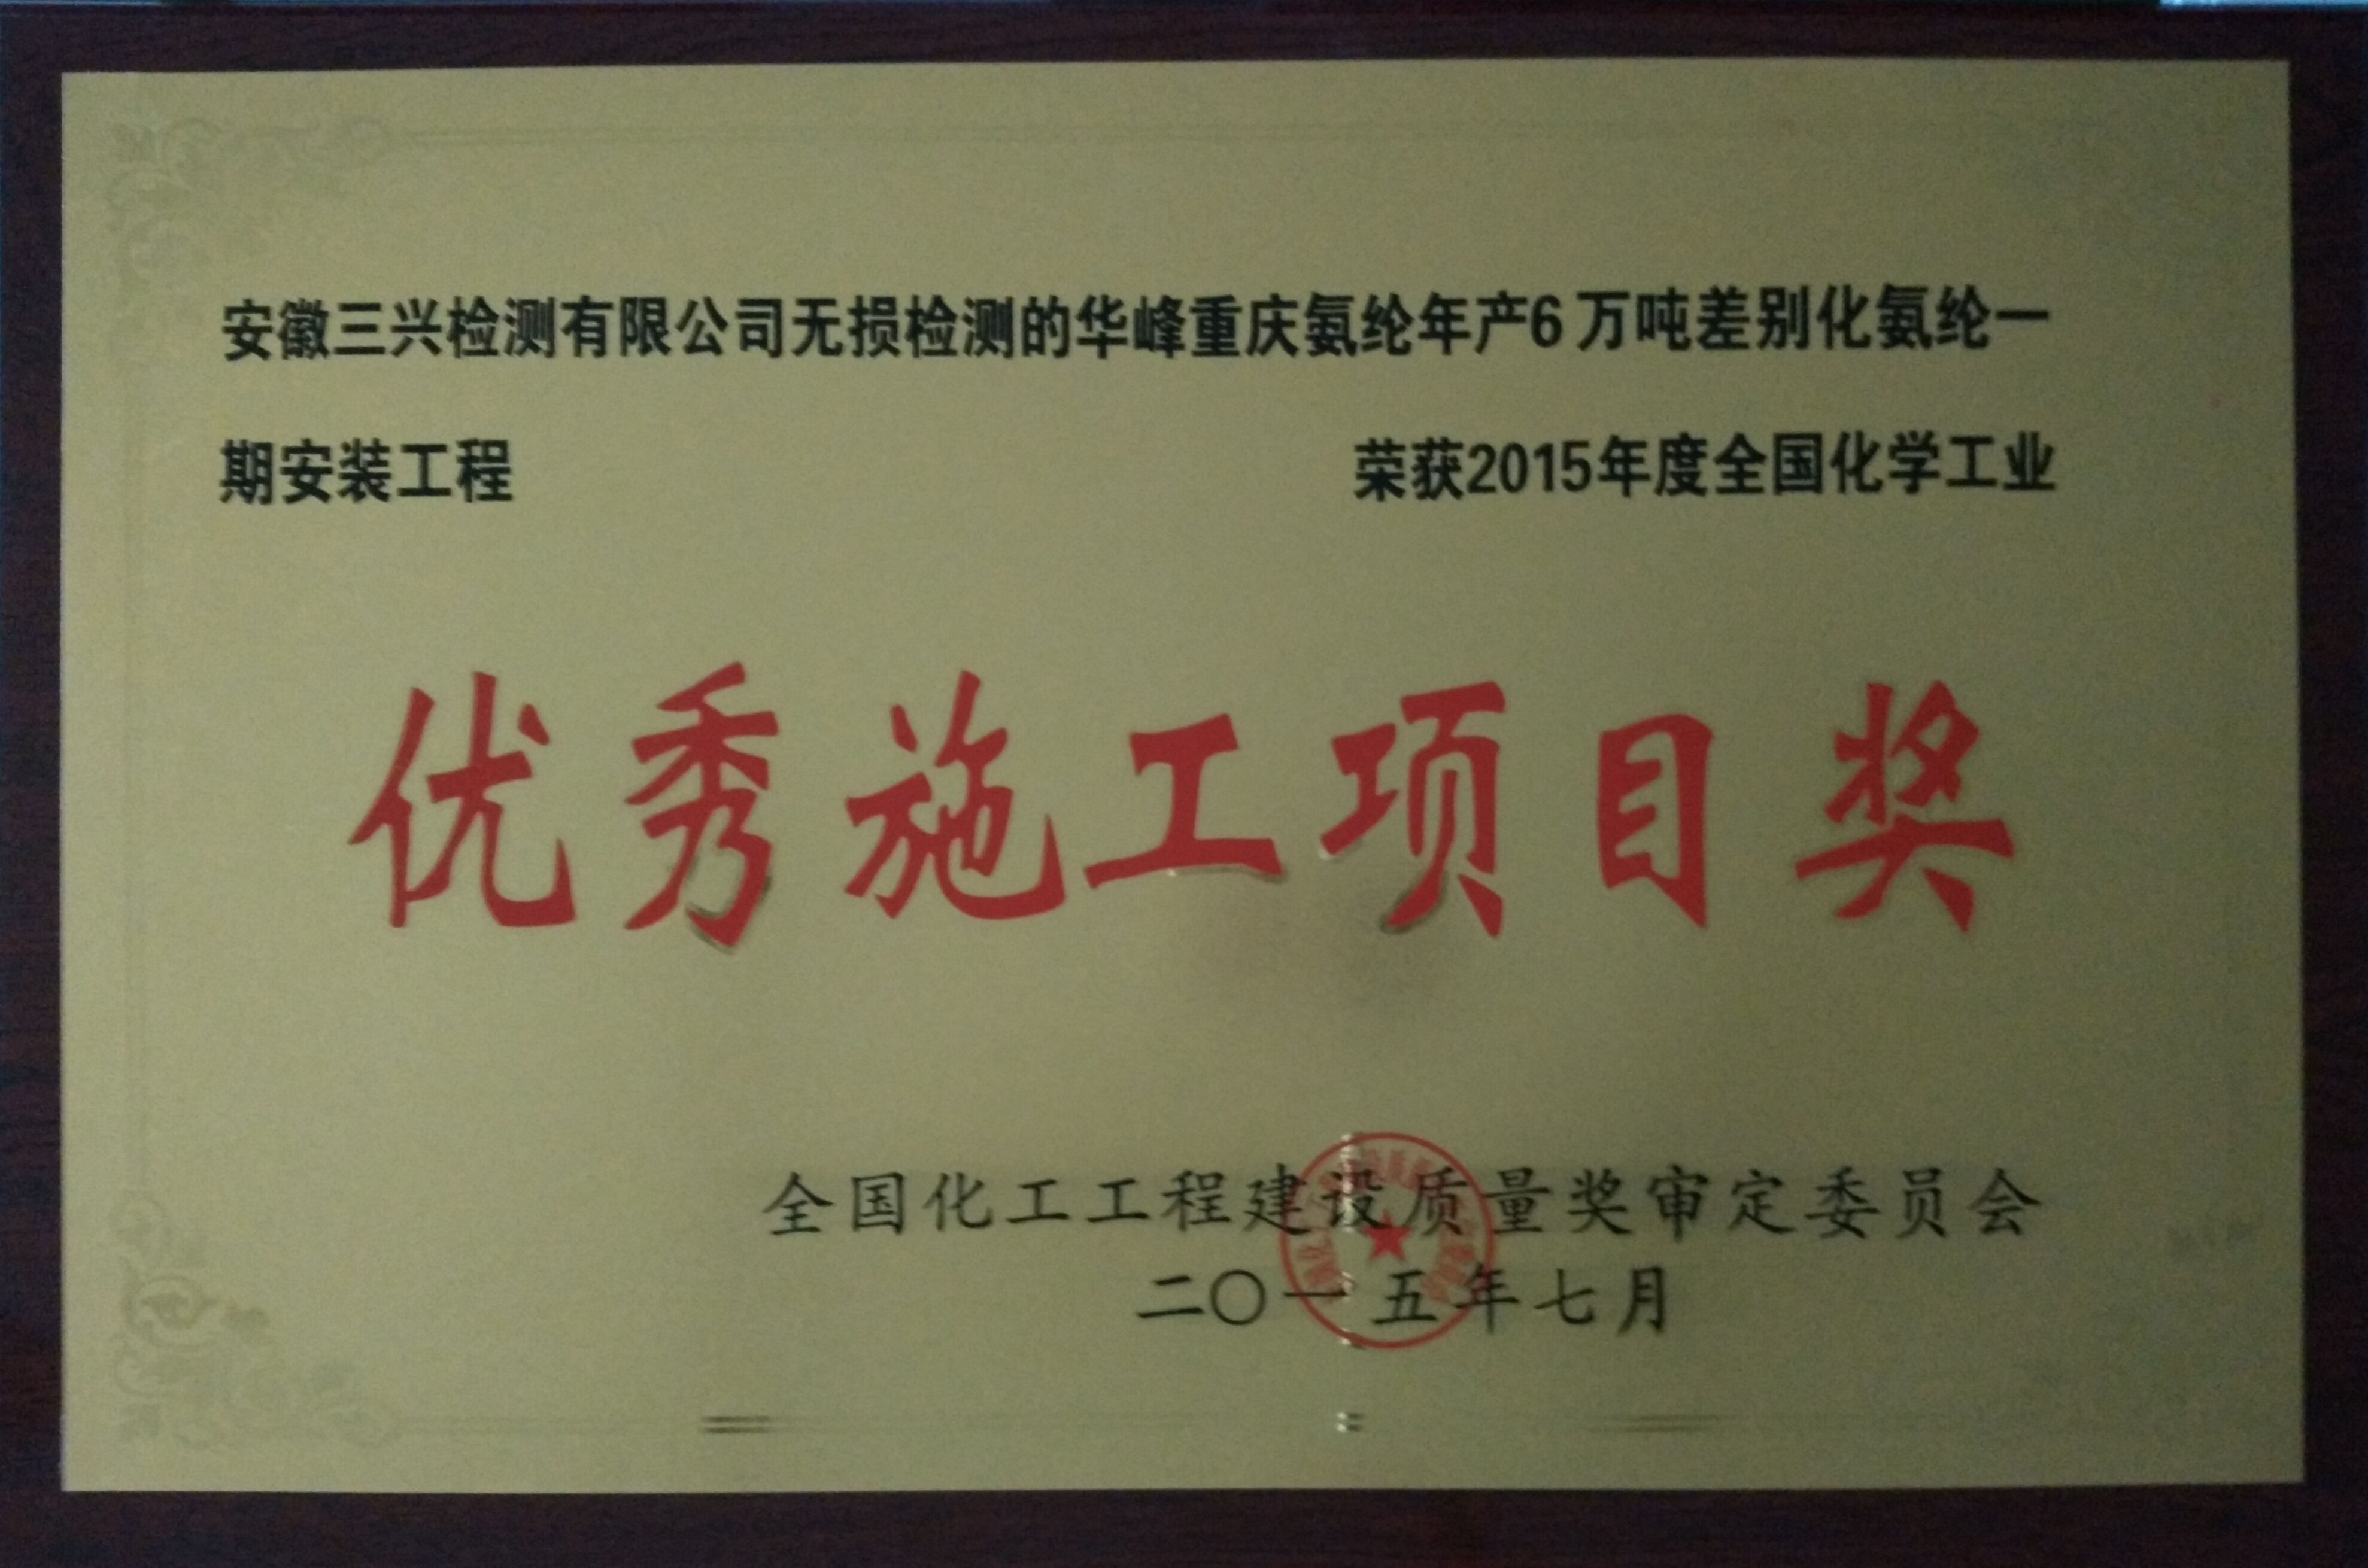 安徽三兴检测有限公司无损检测的华峰重庆氨纶年产6万吨差别化氨纶一
期安装工程 荣获2015年度全国化学工业
优秀施工项目奖
全国化工工程建设质量奖审定委员会
二〇一五年七月